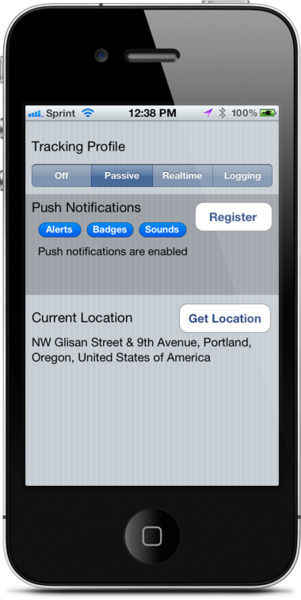 Sprint 12:38 PM 100%
Tracking Profile
Off Passive Realtime Logging
Push Notifications Register
Alerts Badges Sounds
Push notifications are enabled
Current Location Get Location
NW Glisan Street & 9th Avenue, Portland,
Oregon, United States of America